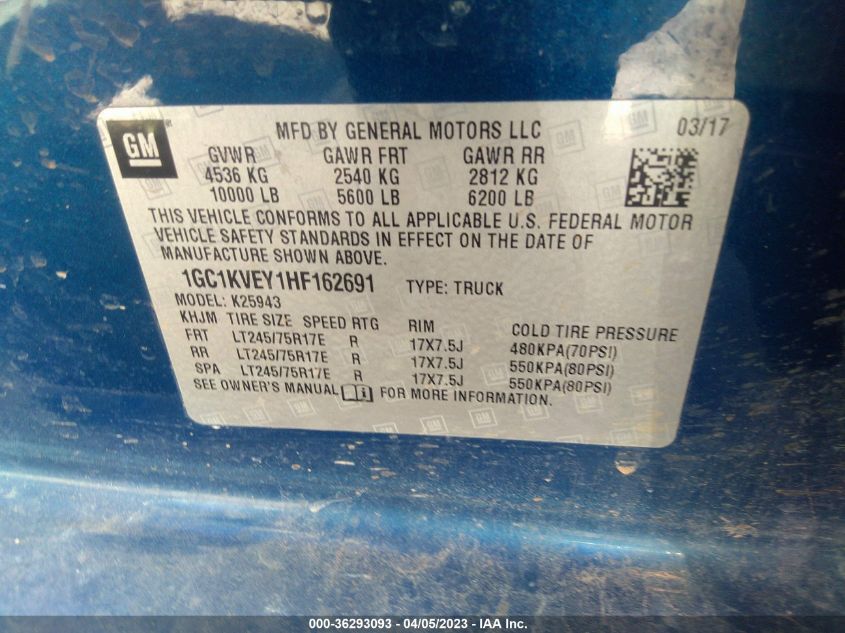 GM
MFD BY GENERAL MOTORS LLC 03/17
GVWR GAWR FRT GAWR RR
4536 KG 2540 KG 2812 KG
10000 LB 5600 LB 6200 LB
THIS VEHICLE CONFORMS TO ALL APPLICABLE U.S. FEDERAL MOTOR
VEHICLE SAFETY STANDARDS IN EFFECT ON THE DATE OF
MANUFACTURE SHOWN ABOVE.
1GC1KVEY1HF162691 TYPE: TRUCK
MODEL: K25943
KHJM TIRE SIZE SPEED RTG RIM COLD TIRE PRESSURE
FRT LT245/75R17E R 17X7.5J 480KPA(70PSI)
RR LT245/75R17E R 17X7.5J 550KPA(80PSI)
SPA LT245/75R17E R 17X7.5J 550KPA(80PSI)
SEE OWNER'S MANUAL FOR MORE INFORMATION.
000-36293093 - 04/05/2023 - IAA Inc.